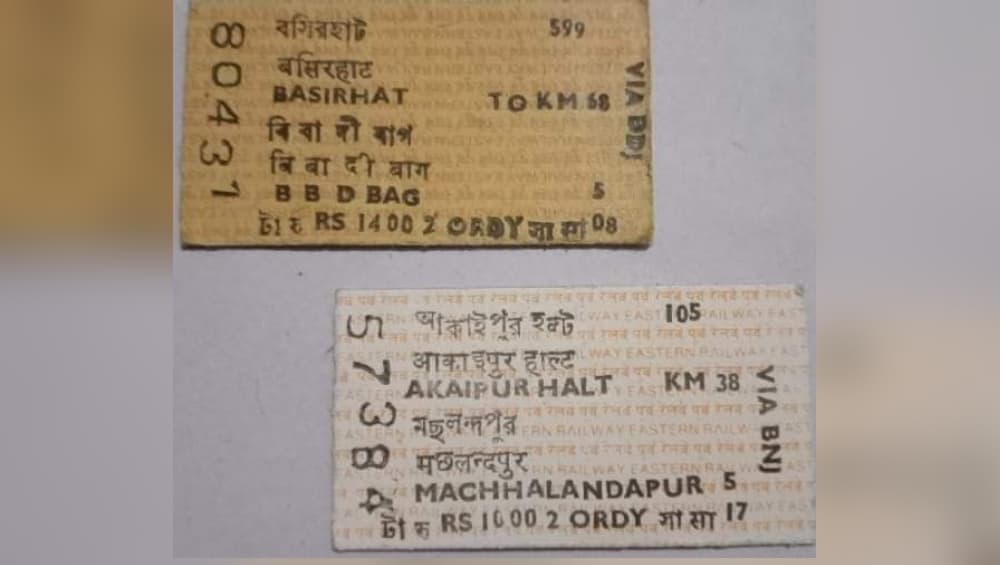 80431
বসিরহাট 599
बसिरहाट
BASIRHAT TO KM 68
বি বা দী বাগ
बि बा दी बाग
B B D BAG 5
টা रु RS 14 00 2 ORDY सा सा 08
57384
আকাইপুর হল্ট 105
आकाइपुर हाल्ट
AKAIPUR HALT KM 38
মছলন্দপুর
मछलन्दपुर
VIA BNJ
MACHHALANDAPUR 5
টা रु RS 10 00 2 ORDY सा सा 17
EASTERN RAILWAY